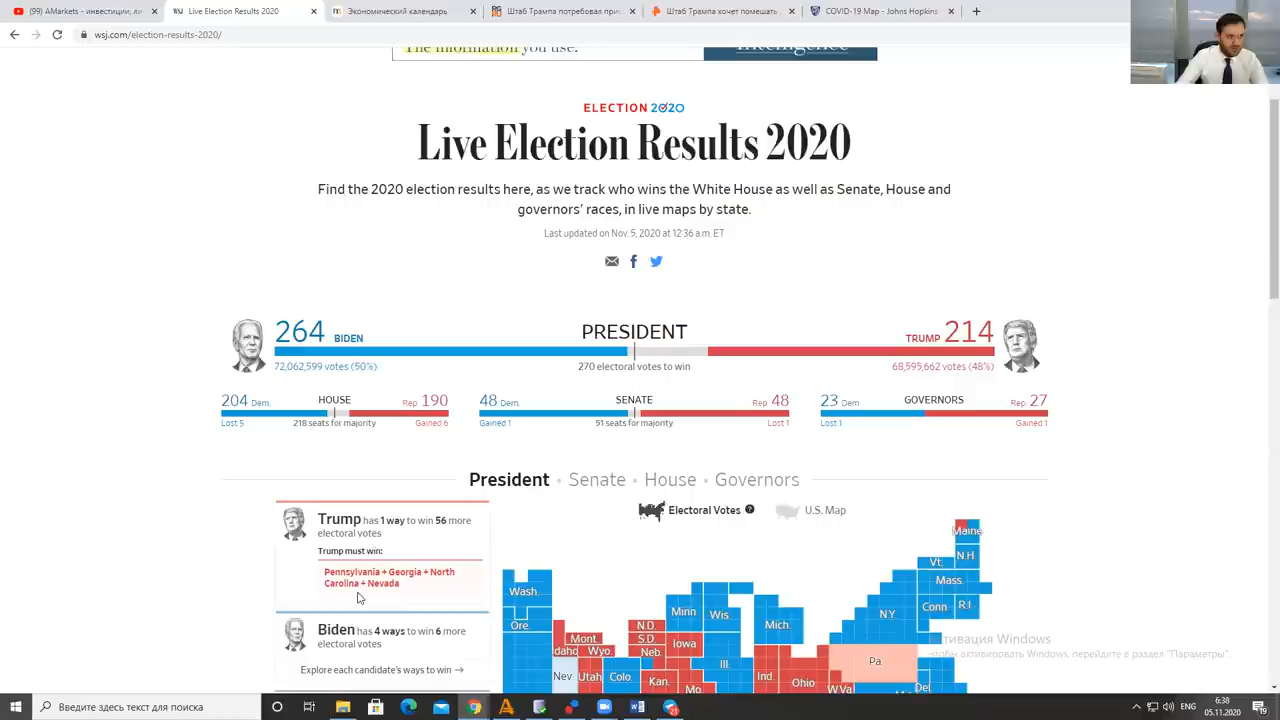 (49) AMarkets - инвестиции, ак
Live Election Results 2020
Экономический календарь
Штаб Трампа потребовал при
Штаб Трампа хочет помешать
COVID-19 Map - Johns Hopkins
wsj.com/election-results-2020/
The information you use.
Intelligence
ELECTION 2020
Live Election Results 2020
Find the 2020 election results here, as we track who wins the White House as well as Senate, House and
governors' races, in live maps by state.
Last updated on Nov. 5, 2020 at 12:36 a.m. ET
264 BIDEN
PRESIDENT
TRUMP 214
72,062,599 votes (50%)
270 electoral votes to win
68,595,662 votes (48%)
204 Dem. HOUSE Rep. 190
48 Dem. SENATE Rep. 48
23 Dem GOVERNORS Rep. 27
Lost 5 218 seats for majority Gained 6
Gained 1 51 seats for majority Lost 1
Lost 1 Gained 1
President • Senate • House • Governors
Electoral Votes ? U.S. Map
Trump has 1 way to win 56 more
electoral votes
Trump must win:
Pennsylvania + Georgia + North
Carolina + Nevada
Biden has 4 ways to win 6 more
electoral votes
Explore each candidate's ways to win →
Maine
Vt. N.H.
Wash. Mass.
Minn Wis. N.Y. Conn R.I.
Ore. N.D. Mich.
Mont. S.D.
Idaho Wyo. Neb. Iowa
Ill. Pa
Nev. Utah Colo. Kan. Mo. Ind. Ohio W.Va Del.
Активация Windows
Чтобы активировать Windows, перейдите в раздел "Параметры".
Введите здесь текст для поиска
21
ENG
6:38
05.11.2020
19